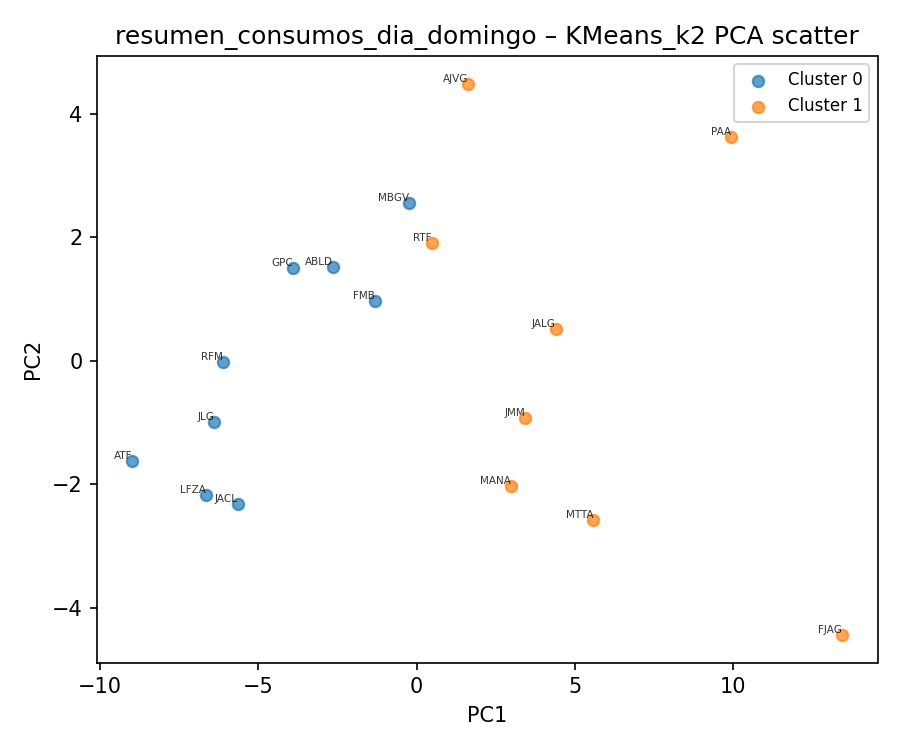 resumen_consumos_dia_domingo – KMeans_k2 PCA scatter
Cluster 0
Cluster 1
AJVG
PAA
MBGV
RTF
GPC
ABLD
FMB
JALG
RFM
JLG
JMM
ATF
MANA
LFZA
JACL
MTTA
FJAG
4
2
0
−2
−4
PC2
−10
−5
0
5
10
PC1